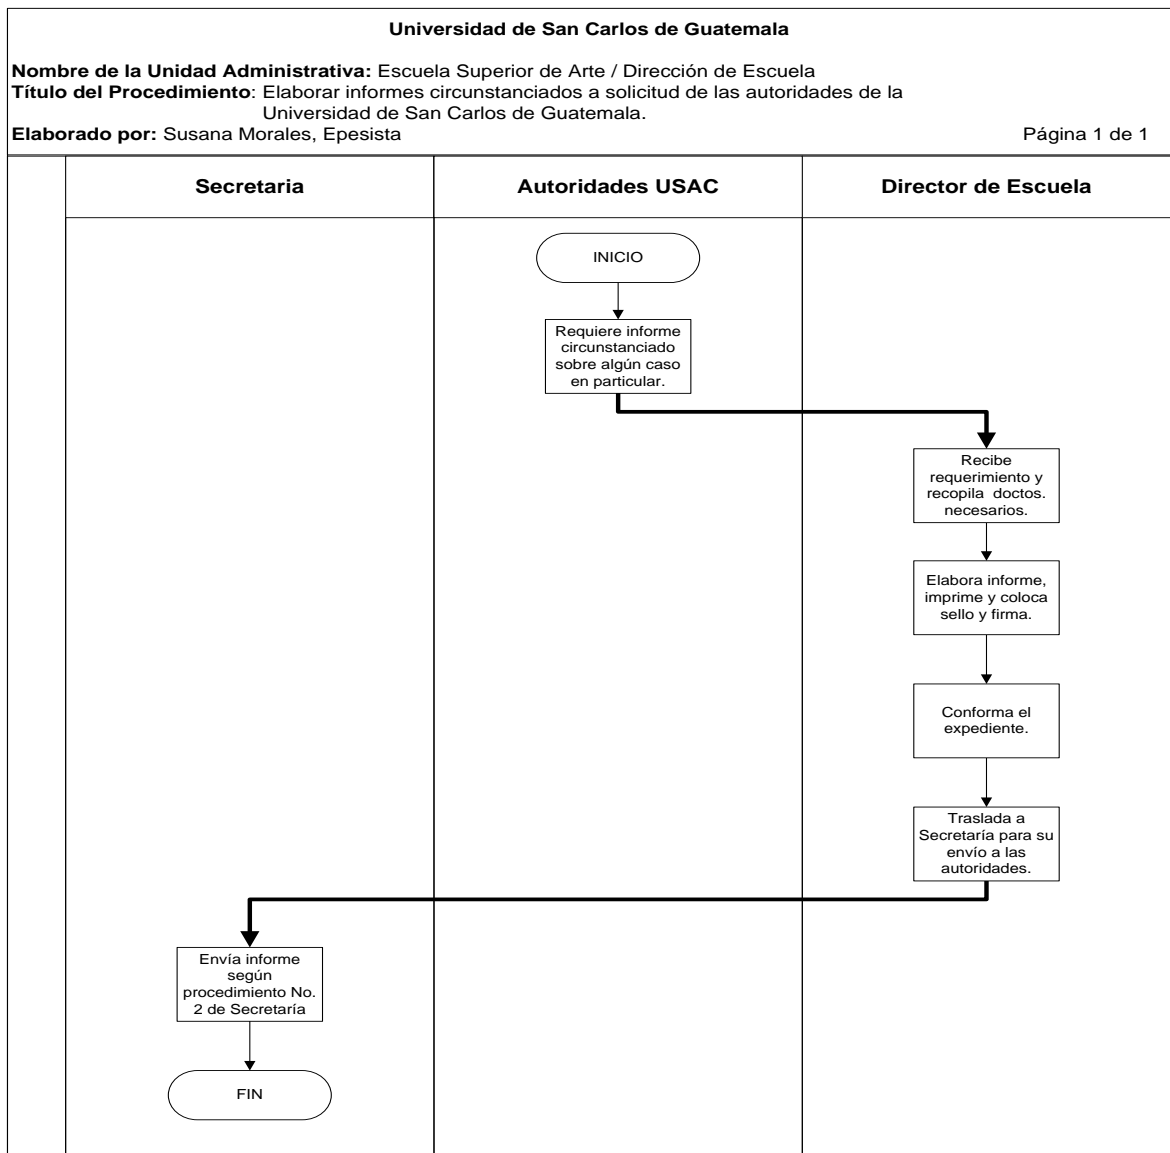 Universidad de San Carlos de Guatemala
Nombre de la Unidad Administrativa: Escuela Superior de Arte / Dirección de Escuela
Título del Procedimiento: Elaborar informes circunstanciados a solicitud de las autoridades de la
Universidad de San Carlos de Guatemala.
Elaborado por: Susana Morales, Epesista
Página 1 de 1
Secretaria
Autoridades USAC
Director de Escuela
INICIO
Requiere informe
circunstanciado
sobre algún caso
en particular.
Recibe
requerimiento y
recopila doctos.
necesarios.
Elabora informe,
imprime y coloca
sello y firma.
Conforma el
expediente.
Traslada a
Secretaría para su
envío a las
autoridades.
Envía informe
según
procedimiento No.
2 de Secretaría
FIN